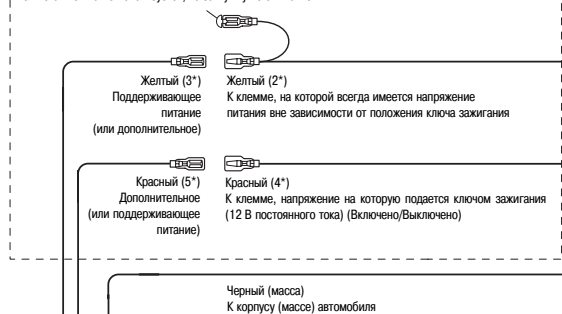 Желтый (3*)
Поддерживающее
питание
(или дополнительное)
Желтый (2*)
К клемме, на которой всегда имеется напряжение
питания вне зависимости от положения ключа зажигания
Красный (5*)
Дополнительное
(или поддерживающее
питание)
Красный (4*)
К клемме, напряжение на которую подается ключом зажигания
(12 В постоянного тока) (Включено/Выключено)
Черный (масса)
К корпусу (массе) автомобиля